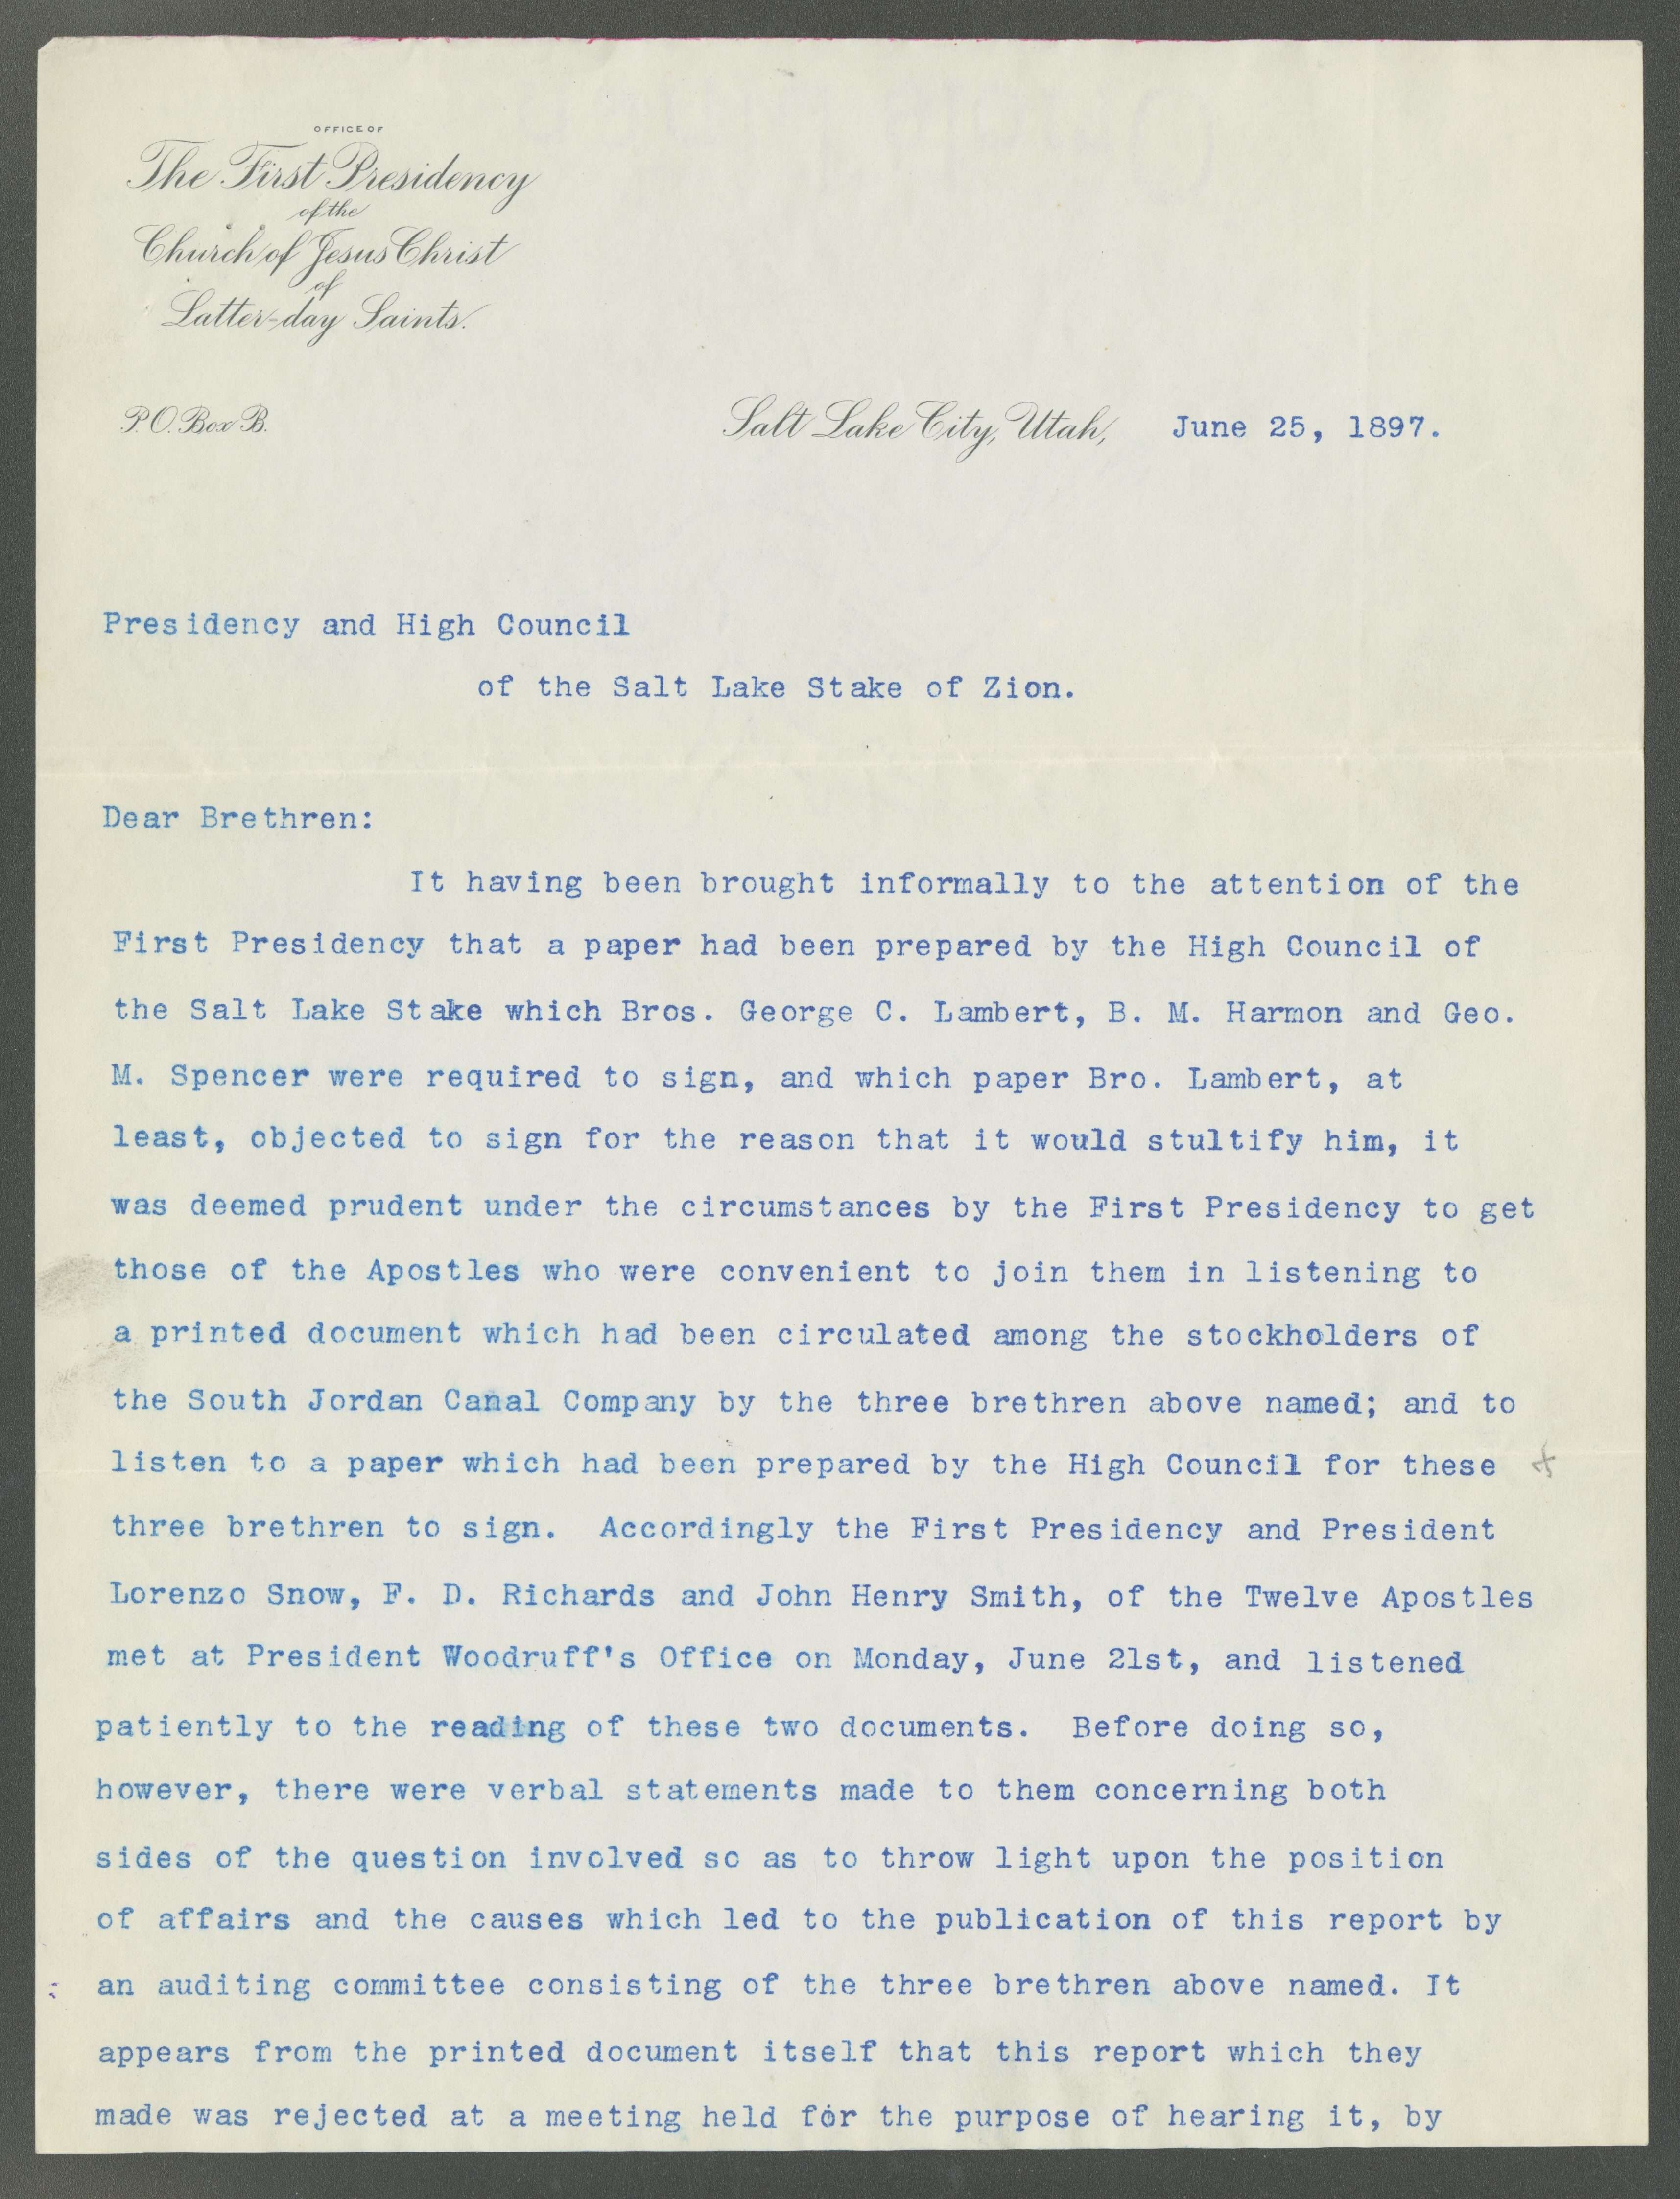 OFFICE OF
The First Presidency
of the
Church of Jesus Christ
of
Latter-day Saints.
P.O. Box B.
Salt Lake City, Utah, June 25, 1897.
Presidency and High Council
of the Salt Lake Stake of Zion.
Dear Brethren:
It having been brought informally to the attention of the
First Presidency that a paper had been prepared by the High Council of
the Salt Lake Stake which Bros. George C. Lambert, B. M. Harmon and Geo.
M. Spencer were required to sign, and which paper Bro. Lambert, at
least, objected to sign for the reason that it would stultify him, it
was deemed prudent under the circumstances by the First Presidency to get
those of the Apostles who were convenient to join them in listening to
a printed document which had been circulated among the stockholders of
the South Jordan Canal Company by the three brethren above named; and to
listen to a paper which had been prepared by the High Council for these
three brethren to sign. Accordingly the First Presidency and President
Lorenzo Snow, F. D. Richards and John Henry Smith, of the Twelve Apostles
met at President Woodruff's Office on Monday, June 21st, and listened
patiently to the reading of these two documents. Before doing so,
however, there were verbal statements made to them concerning both
sides of the question involved so as to throw light upon the position
of affairs and the causes which led to the publication of this report by
an auditing committee consisting of the three brethren above named. It
appears from the printed document itself that this report which they
made was rejected at a meeting held for the purpose of hearing it, by